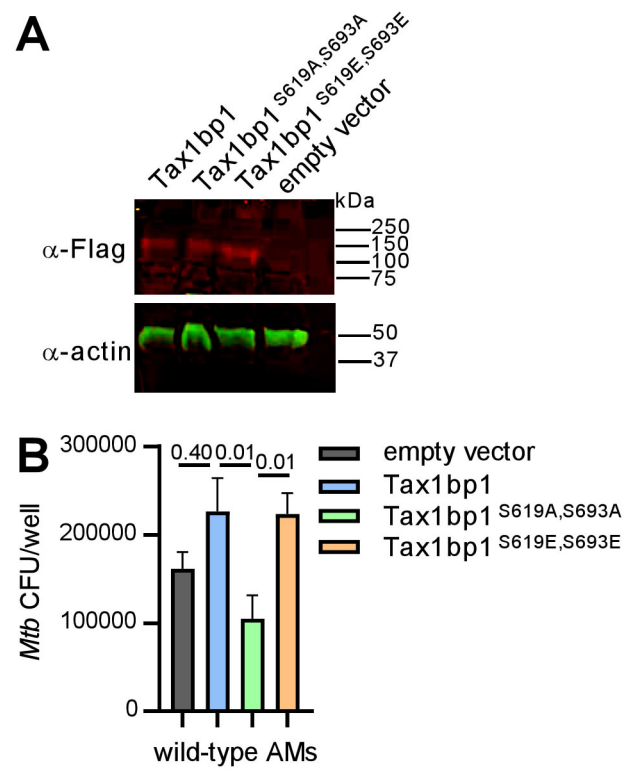 A
Tax1bp1
Tax1bp1 S619A,S693A
Tax1bp1 S619E,S693E
empty vector
kDa
α-Flag
250
150
100
75
α-actin
50
37
B
300000
200000
100000
0
Mtb CFU/well
0.40 0.01
0.01
empty vector
Tax1bp1
Tax1bp1 S619A,S693A
Tax1bp1 S619E,S693E
wild-type AMs